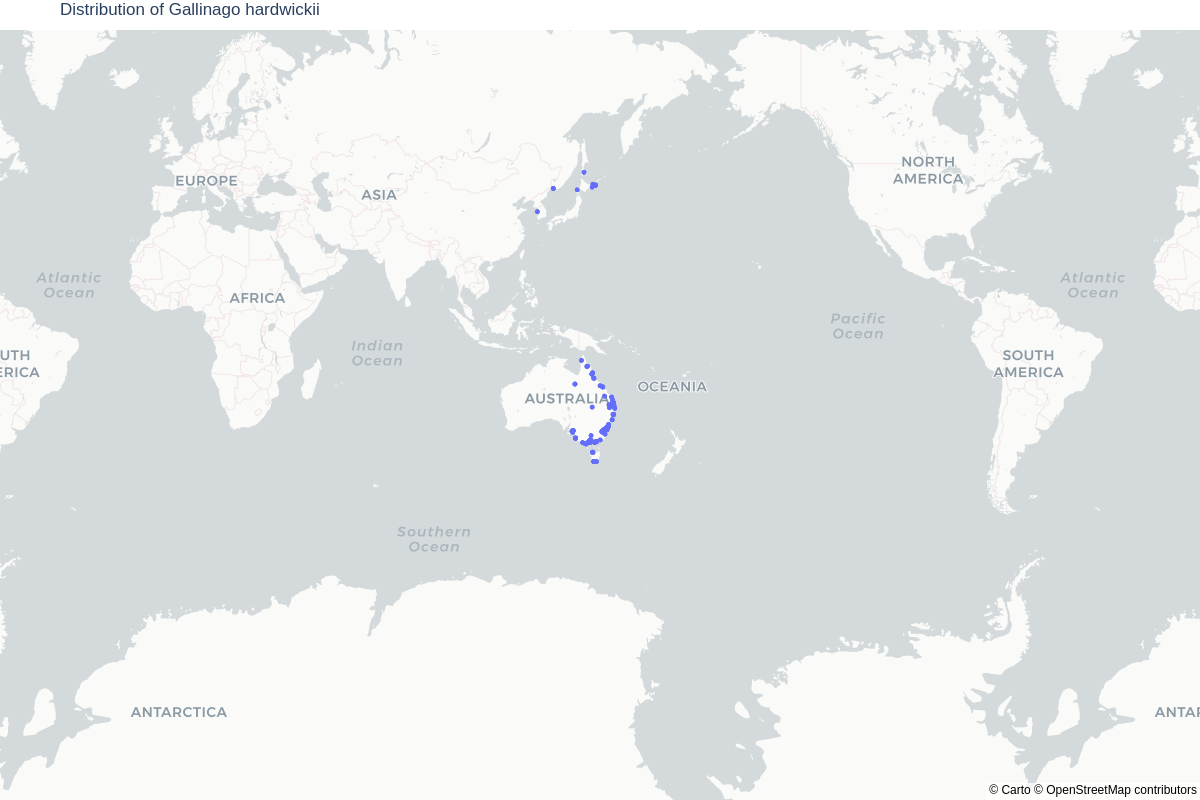 Distribution of Gallinago hardwickii
NORTH
AMERICA
EUROPE
ASIA
Atlantic
Ocean
AFRICA
Atlantic
Ocean
Pacific
Ocean
Indian
Ocean
UTH
ERICA
SOUTH
AMERICA
OCEANIA
AUSTRALIA
Southern
Ocean
ANTARCTICA
ANTAR
© Carto © OpenStreetMap contributors